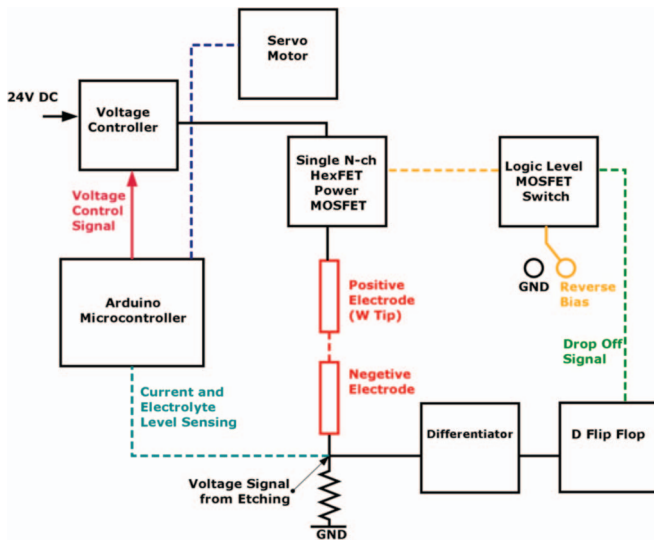 Servo
Motor
24V DC
Voltage
Controller
Single N-ch
HexFET
Power
MOSFET
Logic Level
MOSFET
Switch
Voltage
Control
Signal
GND
Reverse
Bias
Arduino
Microcontroller
Positive
Electrode
(W Tip)
Drop Off
Signal
Negetive
Electrode
Current and
Electrolyte
Level Sensing
Differentiator
D Flip Flop
Voltage Signal
from Etching
GND